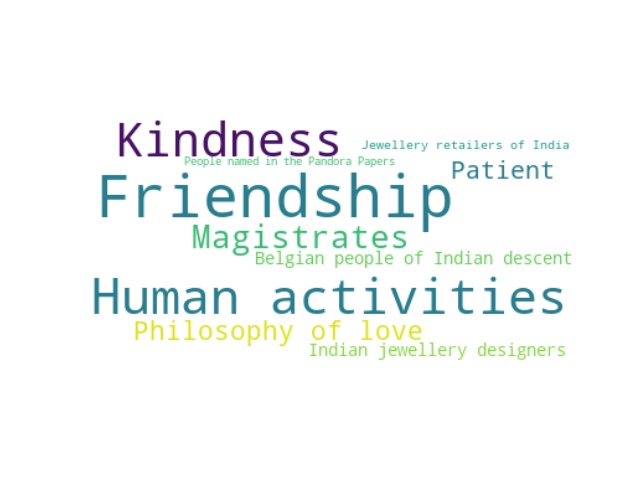 Kindness
Jewellery retailers of India
People named in the Pandora Papers
Patient
Friendship
Magistrates
Belgian people of Indian descent
Human activities
Philosophy of love
Indian jewellery designers